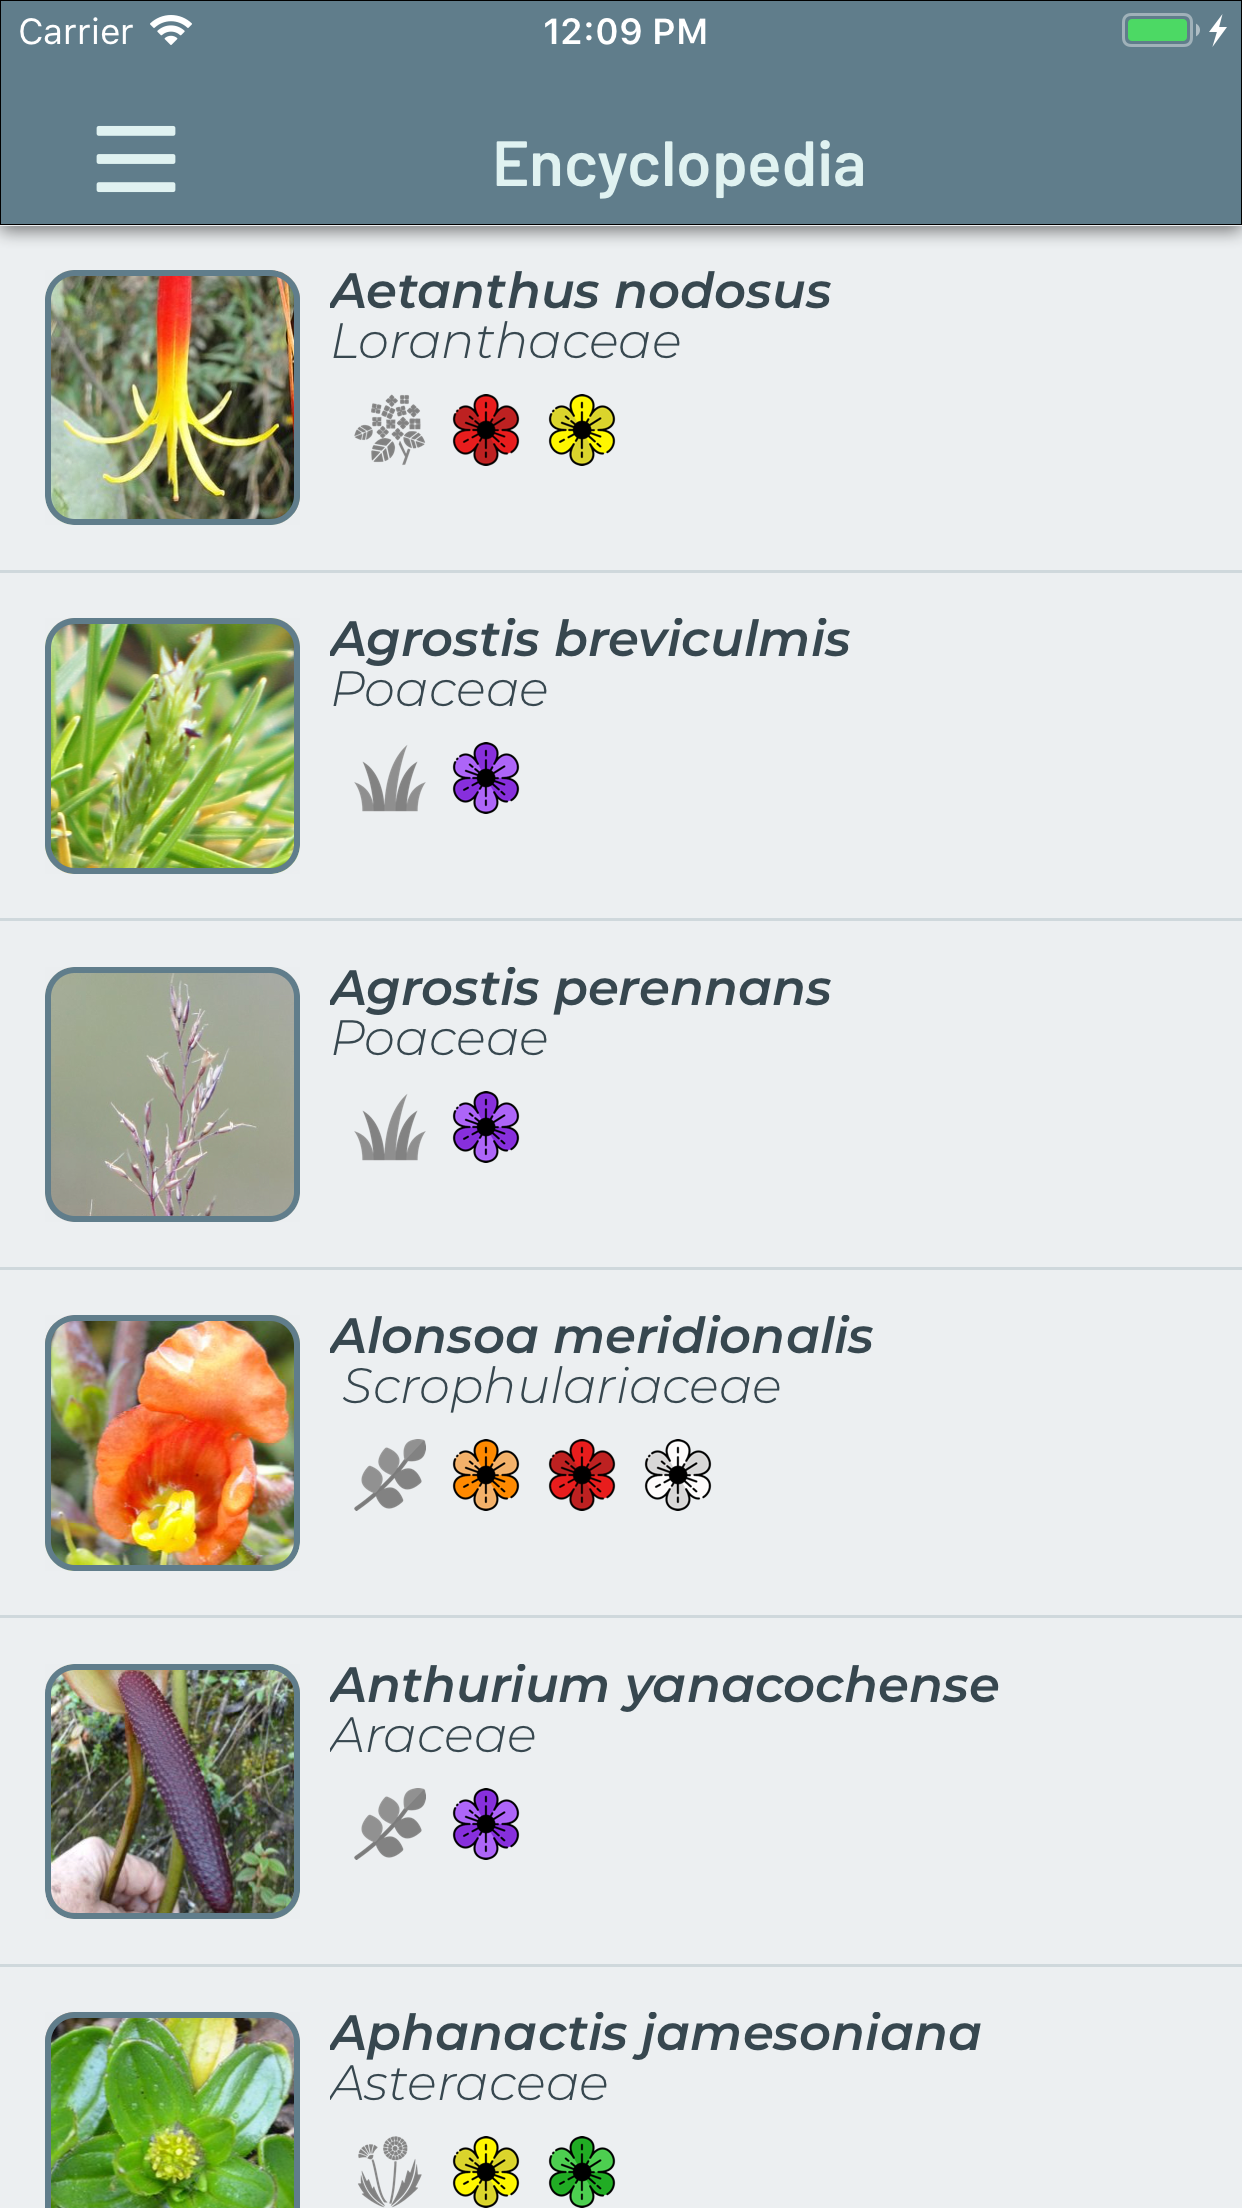 Carrier 12:09 PM
Encyclopedia
Aetanthus nodosus
Loranthaceae
Agrostis breviculmis
Poaceae
Agrostis perennans
Poaceae
Alonsoa meridionalis
Scrophulariaceae
Anthurium yanacochense
Araceae
Aphanactis jamesoniana
Asteraceae